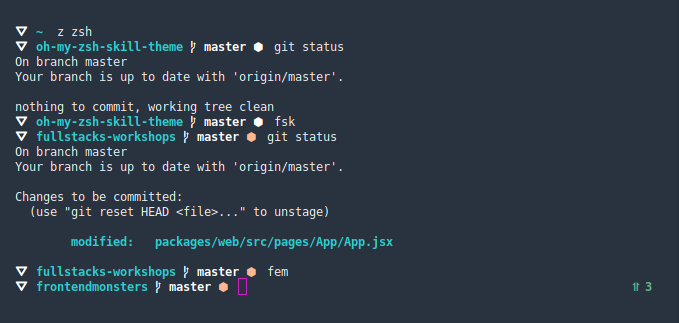 ▽ ~ z zsh
▽ oh-my-zsh-skill-theme master ⬢ git status
On branch master
Your branch is up to date with 'origin/master'.
nothing to commit, working tree clean
▽ oh-my-zsh-skill-theme master ⬢ fsk
▽ fullstacks-workshops master ⬢ git status
On branch master
Your branch is up to date with 'origin/master'.
Changes to be committed:
(use "git reset HEAD <file>..." to unstage)
modified: packages/web/src/pages/App/App.jsx
▽ fullstacks-workshops master ⬢ fem
▽ frontendmonsters master ⬢ ⇈ 3